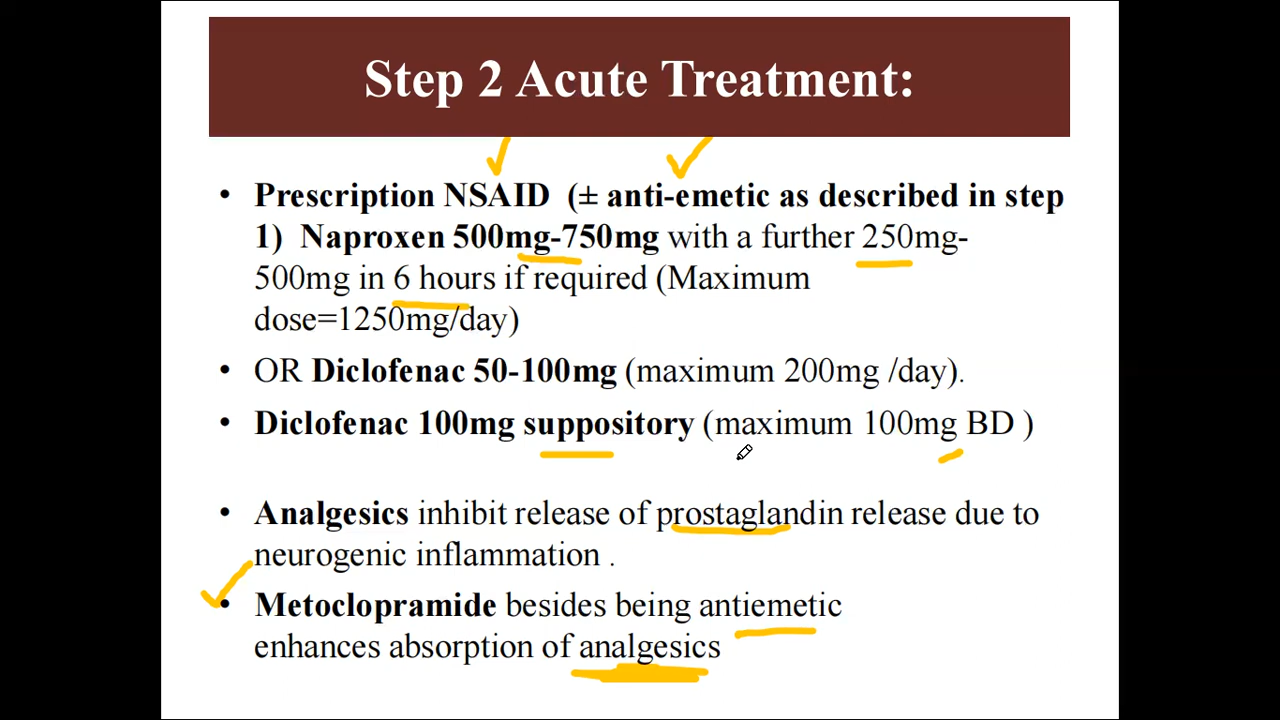 Step 2 Acute Treatment:
• Prescription NSAID (± anti-emetic as described in step
1) Naproxen 500mg-750mg with a further 250mg-
500mg in 6 hours if required (Maximum
dose=1250mg/day)
• OR Diclofenac 50-100mg (maximum 200mg /day).
• Diclofenac 100mg suppository (maximum 100mg BD )
• Analgesics inhibit release of prostaglandin release due to
neurogenic inflammation .
• Metoclopramide besides being antiemetic
enhances absorption of analgesics